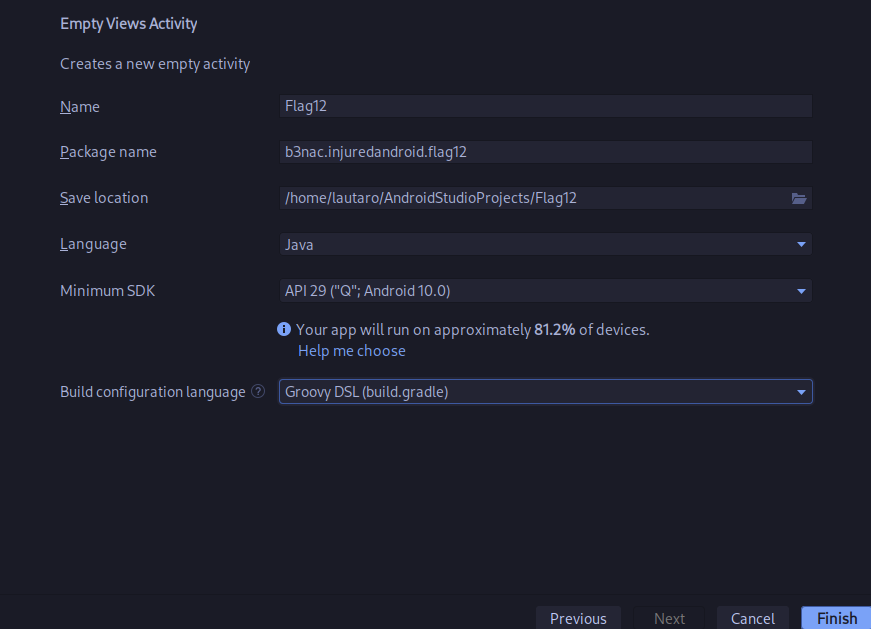 Empty Views Activity
Creates a new empty activity
Name Flag12
Package name b3nac.injuredandroid.flag12
Save location /home/lautaro/AndroidStudioProjects/Flag12
Language Java
Minimum SDK API 29 ("Q"; Android 10.0)
Your app will run on approximately 81.2% of devices.
Help me choose
Build configuration language ? Groovy DSL (build.gradle)
Previous Next Cancel Finish